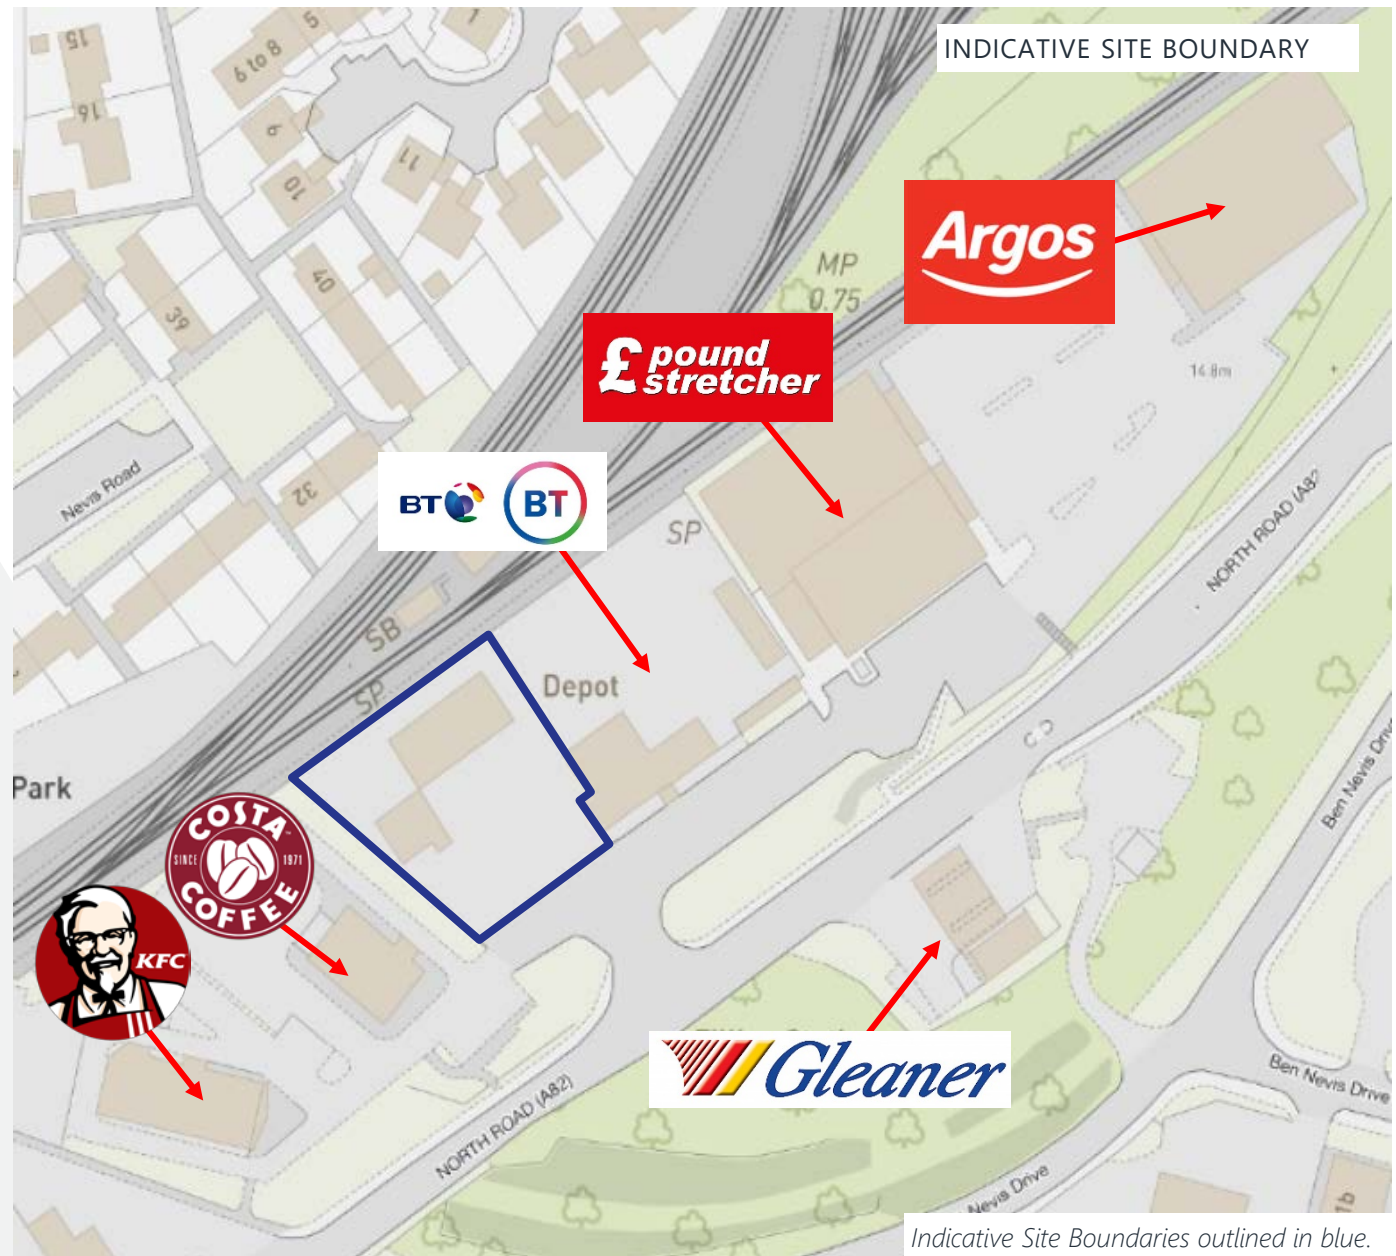 INDICATIVE SITE BOUNDARY
15
5
1
6 to 8
16
9
11
10
40
MP
0.75
Argos
39
£ pound
stretcher
14.8m
Nevis Road
32
BT
BT
SP
NORTH ROAD (A82
SB
SP
Depot
Park
Ben Nevis Drive
COSTA
SINCE 1971
COFFEE
KFC
Gleaner
NORTH ROAD (A82)
Ben Nevis Drive
Nevis Drive
1b
Indicative Site Boundaries outlined in blue.